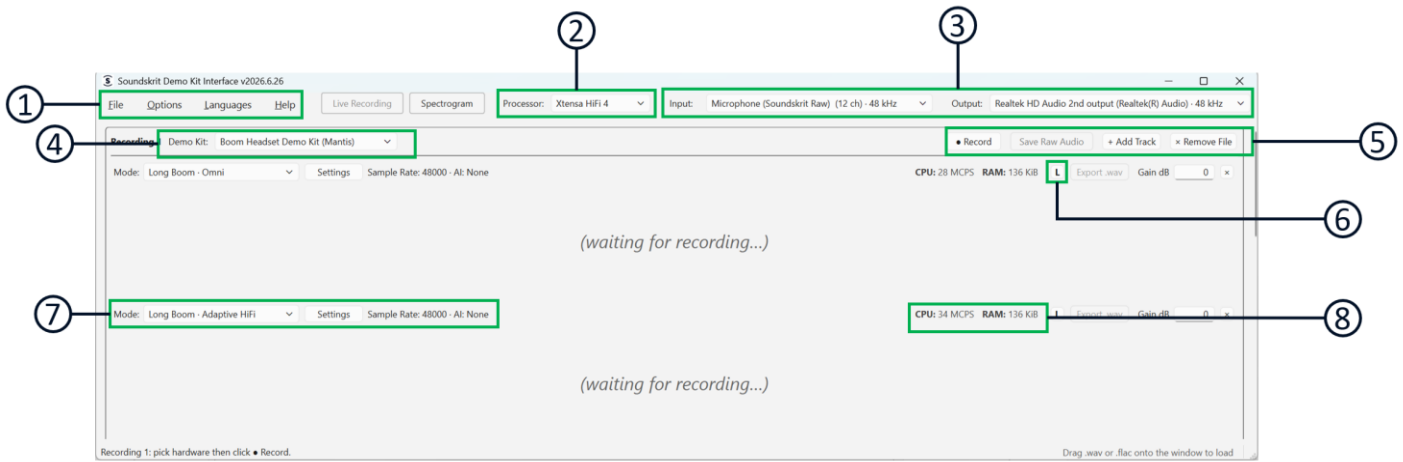 2
3
Soundskrit Demo Kit Interface v2026.6.26
1
File Options Languages Help Live Recording Spectrogram Processor: Xtensa HiFi 4 Input: Microphone (Soundskrit Raw) (12 ch) · 48 kHz Output: Realtek HD Audio 2nd output (Realtek(R) Audio) · 48 kHz
4
Recording Demo Kit: Boom Headset Demo Kit (Mantis) ● Record Save Raw Audio + Add Track × Remove File
5
Mode: Long Boom · Omni Settings Sample Rate: 48000 · AI: None CPU: 28 MCPS RAM: 136 KiB L Export .wav Gain dB 0 ×
6
(waiting for recording...)
7
Mode: Long Boom · Adaptive HiFi Settings Sample Rate: 48000 · AI: None CPU: 34 MCPS RAM: 136 KiB L Export .wav Gain dB 0 ×
8
(waiting for recording...)
Recording 1: pick hardware then click ● Record. Drag .wav or .flac onto the window to load